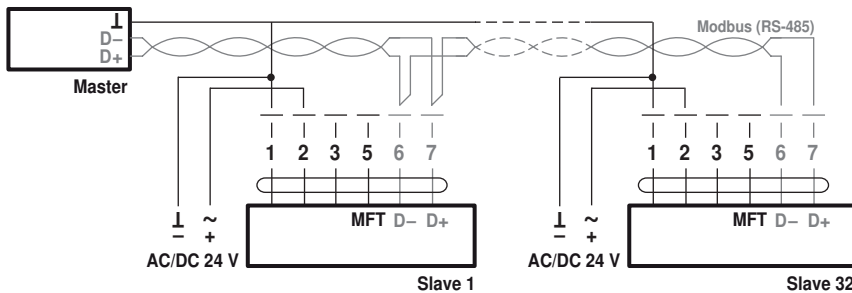 ⊥
D–
D+
Master
Modbus (RS-485)
1 2 3 5 6 7
1 2 3 5 6 7
⊥ ~
– +
AC/DC 24 V
MFT D– D+
Slave 1
⊥ ~
– +
AC/DC 24 V
MFT D– D+
Slave 32